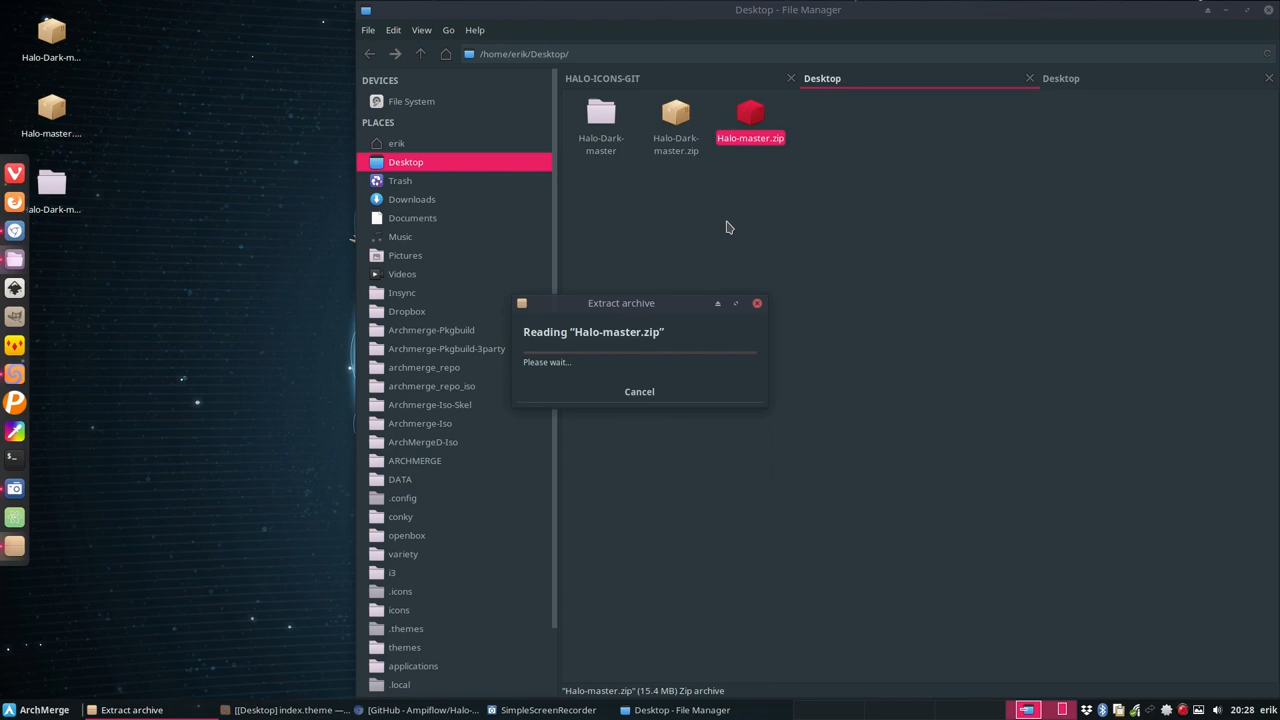 Halo-Dark-m...
Halo-master....
alo-Dark-m...
Desktop - File Manager
File Edit View Go Help
/home/erik/Desktop/
DEVICES
File System
PLACES
erik
Desktop
Trash
Downloads
Documents
Music
Pictures
Videos
Insync
Dropbox
Archmerge-Pkgbuild
Archmerge-Pkgbuild-3party
archmerge_repo
archmerge_repo_iso
Archmerge-Iso-Skel
Archmerge-Iso
ArchMergeD-Iso
ARCHMERGE
DATA
.config
conky
openbox
variety
i3
.icons
icons
.themes
themes
applications
.local
HALO-ICONS-GIT Desktop Desktop
Halo-Dark-
master
Halo-Dark-
master.zip
Halo-master.zip
Extract archive
Reading “Halo-master.zip”
Please wait...
Cancel
"Halo-master.zip" (15.4 MB) Zip archive
ArchMerge Extract archive [[Desktop] index.theme —... [GitHub - Ampiflow/Halo-... SimpleScreenRecorder Desktop - File Manager 20:28 erik